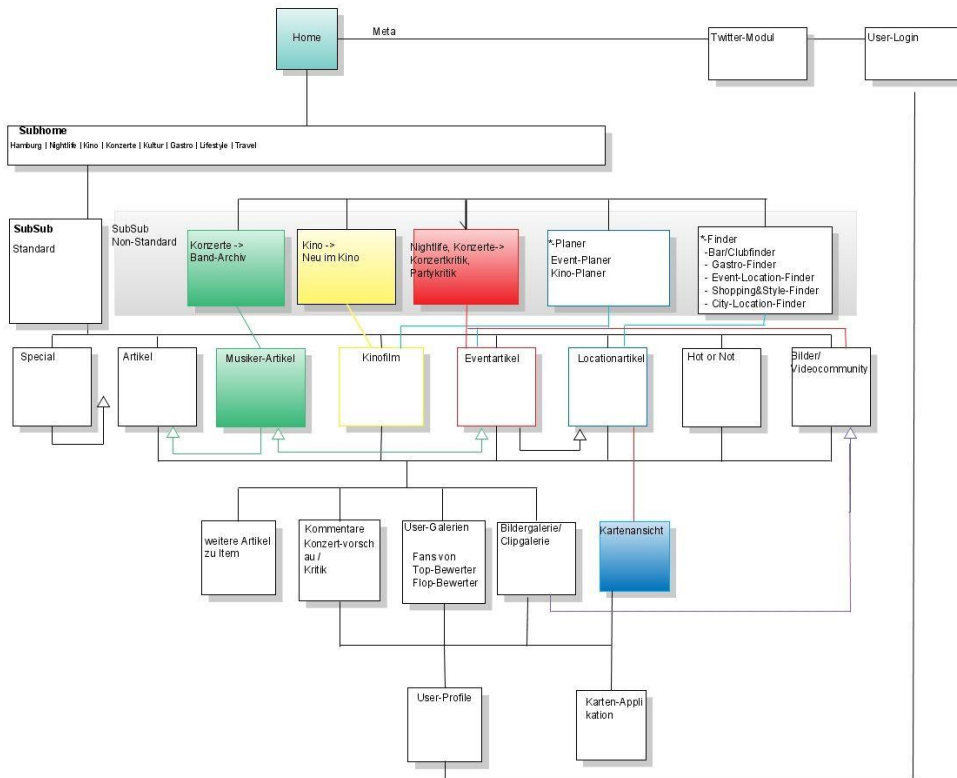 Home
Meta
Twitter-Modul
User-Login
Subhome
Hamburg | Nightlife | Kino | Konzerte | Kultur | Gastro | Lifestyle | Travel
SubSub
Standard
SubSub
Non-Standard
Konzerte ->
Band-Archiv
Kino ->
Neu im Kino
Nightlife, Konzerte->
Konzertkritik,
Partykritik
*-Planer
Event-Planer
Kino-Planer
*-Finder
-Bar/Clubfinder
- Gastro-Finder
- Event-Location-Finder
- Shopping&Style-Finder
- City-Location-Finder
Special
Artikel
Musiker-Artikel
Kinofilm
Eventartikel
Locationartikel
Hot or Not
Bilder/
Videocommunity
weitere Artikel
zu Item
Kommentare
Konzert-vorsch
au /
Kritik
User-Galerien
Fans von
Top-Bewerter
Flop-Bewerter
Bildergalerie/
Clipgalerie
Kartenansicht
User-Profile
Karten-Appli
kation